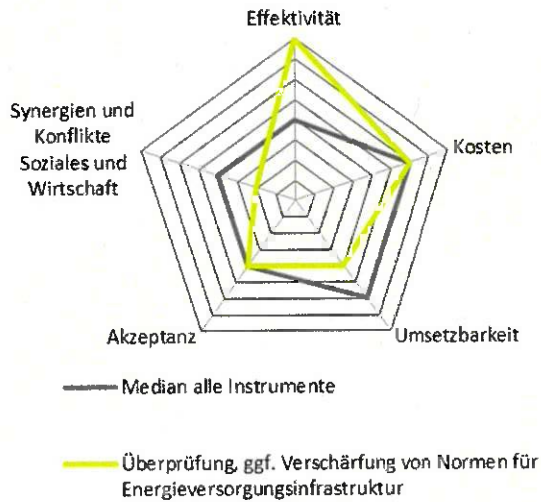 Effektivität
Synergien und
Konflikte
Soziales und
Wirtschaft
Kosten
Akzeptanz
Umsetzbarkeit
Median alle Instrumente
Überprüfung, ggf. Verschärfung von Normen für
Energieversorgungsinfrastruktur